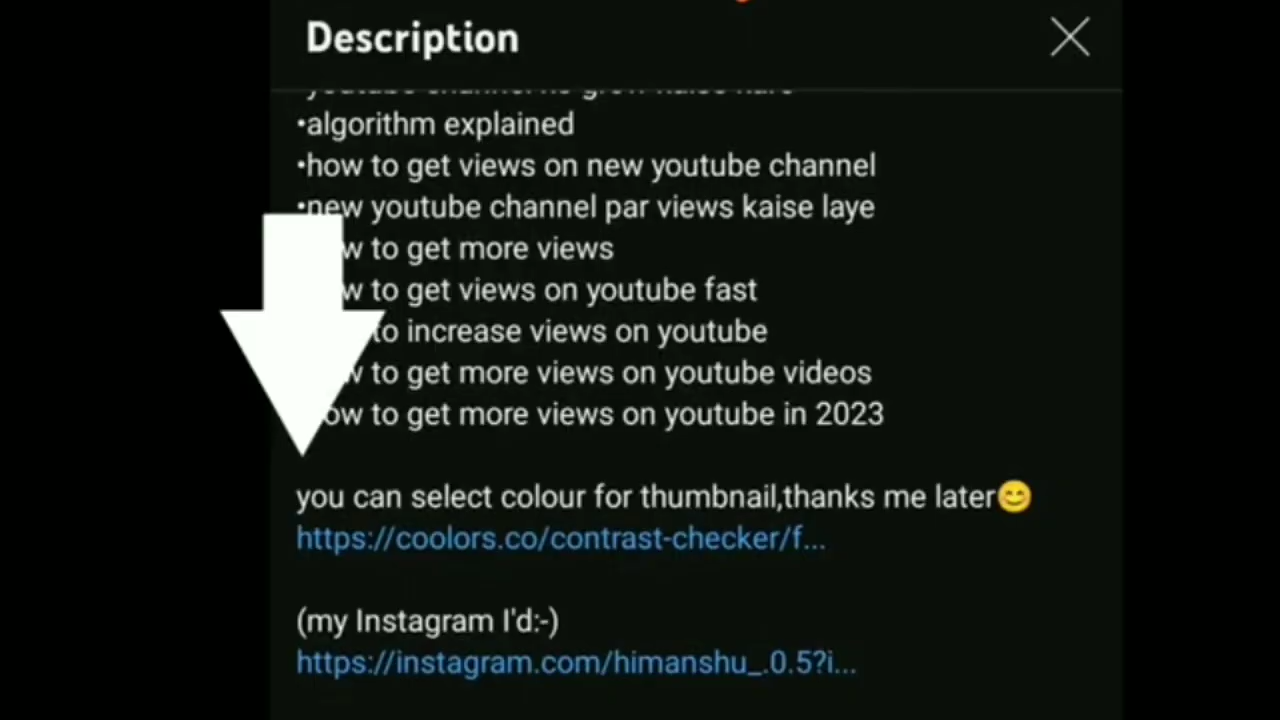 Description
•algorithm explained
•how to get views on new youtube channel
•new youtube channel par views kaise laye
to get more views
to get views on youtube fast
to increase views on youtube
to get more views on youtube videos
to get more views on youtube in 2023
you can select colour for thumbnail,thanks me later😊
https://coolors.co/contrast-checker/f...
(my Instagram I'd:-)
https://instagram.com/himanshu_.0.5?i...